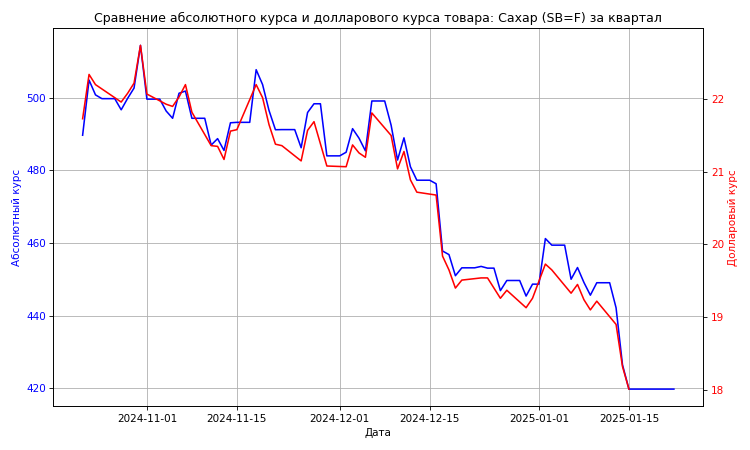 Сравнение абсолютного курса и долларового курса товара: Сахар (SB=F) за квартал
Абсолютный курс
500
480
460
440
420
22
21
20
19
18
Долларовый курс
2024-11-01 2024-11-15 2024-12-01 2024-12-15 2025-01-01 2025-01-15
Дата